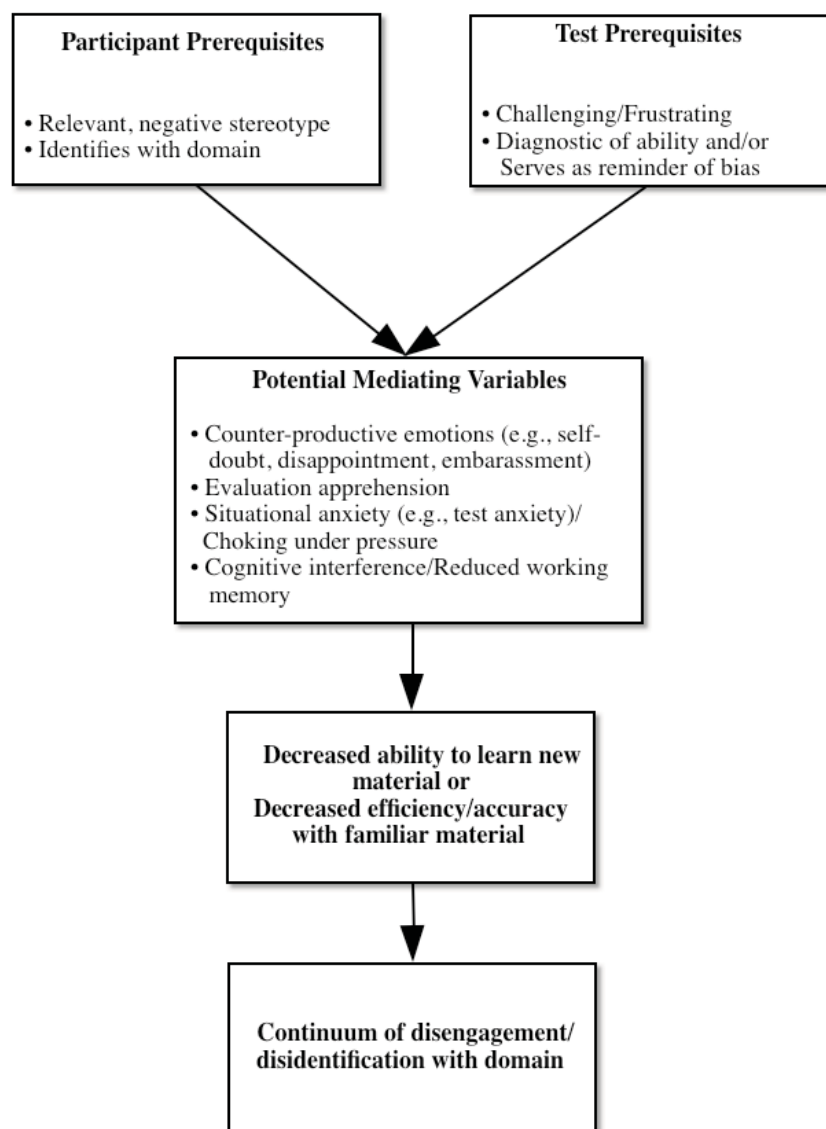 Participant Prerequisites
• Relevant, negative stereotype
• Identifies with domain
Test Prerequisites
• Challenging/Frustrating
• Diagnostic of ability and/or
Serves as reminder of bias
Potential Mediating Variables
• Counter-productive emotions (e.g., self-
doubt, disappointment, embarassment)
• Evaluation apprehension
• Situational anxiety (e.g., test anxiety)/
Choking under pressure
• Cognitive interference/Reduced working
memory
Decreased ability to learn new
material or
Decreased efficiency/accuracy
with familiar material
Continuum of disengagement/
disidentification with domain